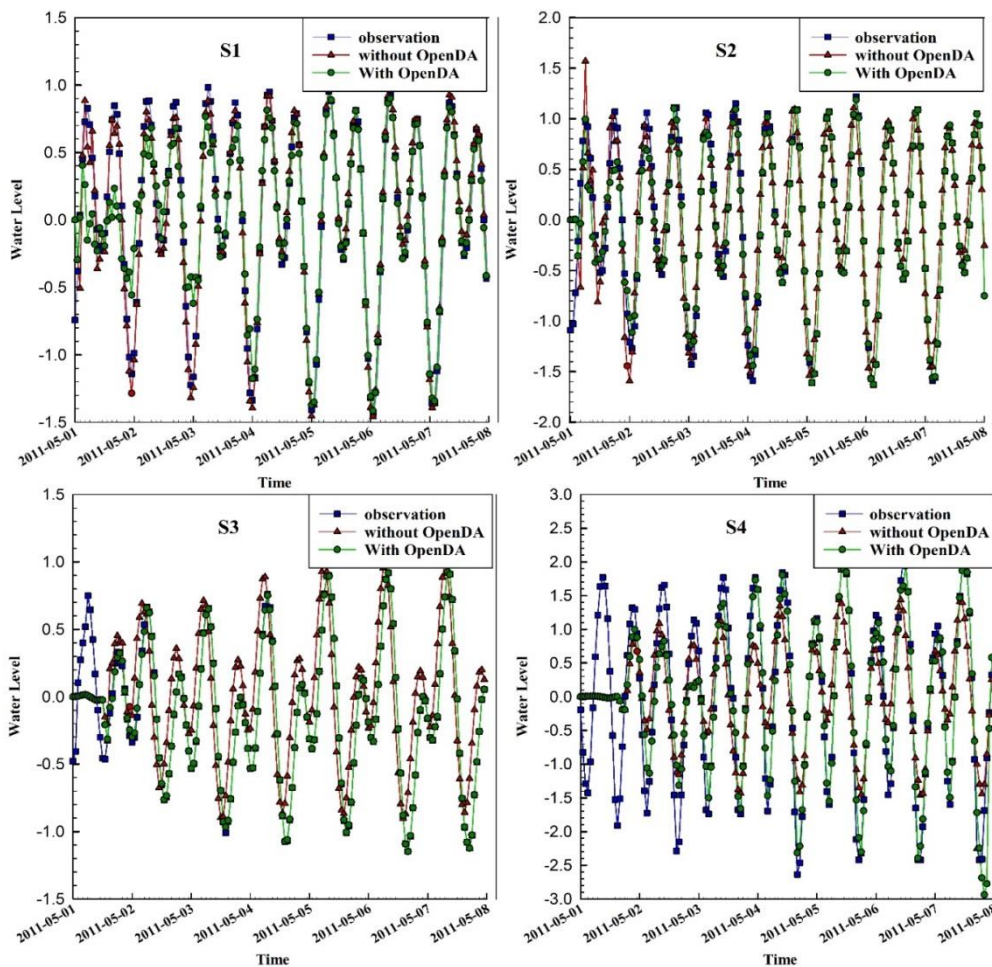 S1
observation
without OpenDA
With OpenDA
Water Level
1.5
1.0
0.5
0.0
-0.5
-1.0
-1.5
2011-05-01
2011-05-02
2011-05-03
2011-05-04
2011-05-05
2011-05-06
2011-05-07
2011-05-08
Time
S2
observation
without OpenDA
With OpenDA
Water Level
2.0
1.5
1.0
0.5
0.0
-0.5
-1.0
-1.5
-2.0
2011-05-01
2011-05-02
2011-05-03
2011-05-04
2011-05-05
2011-05-06
2011-05-07
2011-05-08
Time
S3
observation
without OpenDA
With OpenDA
Water Level
1.5
1.0
0.5
0.0
-0.5
-1.0
-1.5
2011-05-01
2011-05-02
2011-05-03
2011-05-04
2011-05-05
2011-05-06
2011-05-07
2011-05-08
Time
S4
observation
without OpenDA
With OpenDA
Water Level
3.0
2.5
2.0
1.5
1.0
0.5
0.0
-0.5
-1.0
-1.5
-2.0
-2.5
-3.0
2011-05-01
2011-05-02
2011-05-03
2011-05-04
2011-05-05
2011-05-06
2011-05-07
2011-05-08
Time